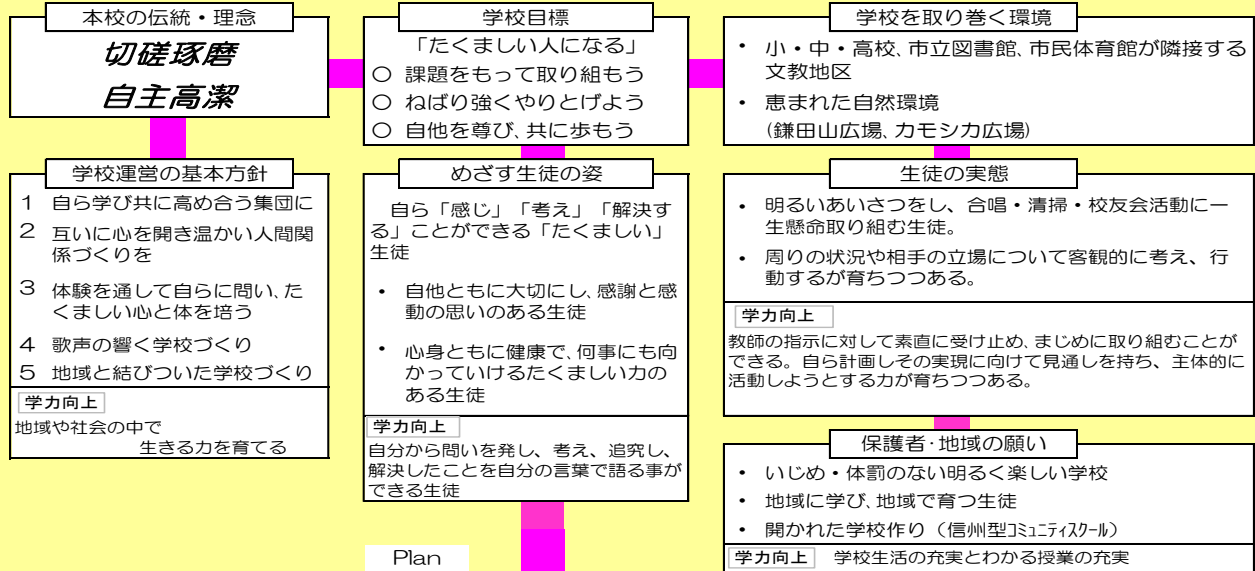 本校の伝統・理念
切磋琢磨
自主高潔
学校目標
「たくましい人になる」
○ 課題をもって取り組もう
○ ねばり強くやりとげよう
○ 自他を尊び、共に歩もう
学校を取り巻く環境
・ 小・中・高校、市立図書館、市民体育館が隣接する
文教地区
・ 恵まれた自然環境
(鎌田山広場、カモシカ広場)
学校運営の基本方針
1 自ら学び共に高め合う集団に
2 互いに心を開き温かい人間関
係づくりを
3 体験を通して自らに問い、た
くましい心と体を培う
4 歌声の響く学校づくり
5 地域と結びついた学校づくり
学力向上
地域や社会の中で
生きる力を育てる
めざす生徒の姿
自ら「感じ」「考え」「解決す
る」ことができる「たくましい」
生徒
・ 自他ともに大切にし、感謝と感
動の思いのある生徒
・ 心身ともに健康で、何事にも向
かっていけるたくましい力の
ある生徒
学力向上
自分から問いを発し、考え、追究し、
解決したことを自分の言葉で語る事が
できる生徒
生徒の実態
・ 明るいあいさつをし、合唱・清掃・校友会活動に一
生懸命取り組む生徒。
・ 周りの状況や相手の立場について客観的に考え、行
動するが育ちつつある。
学力向上
教師の指示に対して素直に受け止め、まじめに取り組むことが
できる。自ら計画しその実現に向けて見通しを持ち、主体的に
活動しようとする力が育ちつつある。
保護者・地域の願い
・ いじめ・体罰のない明るく楽しい学校
・ 地域に学び、地域で育つ生徒
・ 開かれた学校作り（信州型ｺﾐｭﾆﾃｨｽｸｰﾙ）
学力向上 学校生活の充実とわかる授業の充実
Plan